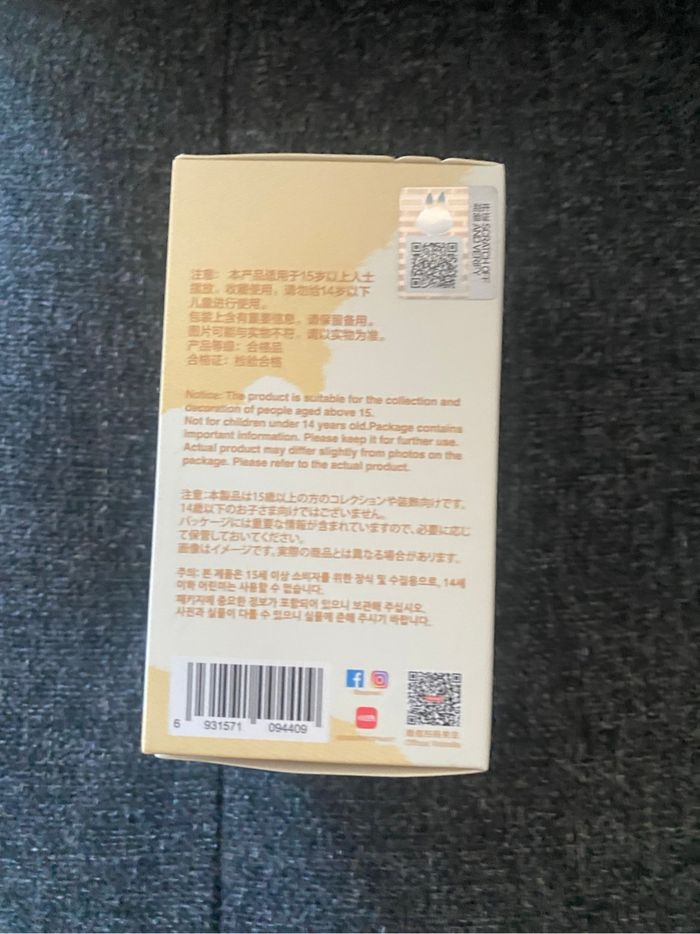 SCRATCH OFF
AND VERIFY
注意： 本产品适用于15岁以上人士
摆放、收藏使用，请勿给14岁以下
儿童进行使用。
包装上含有重要信息，请保留备用。
图片可能与实物不符，请以实物为准。
产品等级：合格品
合格证：检验合格
Notice: The product is suitable for the collection and
decoration of people aged above 15.
Not for children under 14 years old.Package contains
important information. Please keep it for further use.
Actual product may differ slightly from photos on the
package. Please refer to the actual product.
注意:本製品は15歳以上の方のコレクションや装飾向けです。
14歳以下のお子さま向けではございません。
パッケージには重要な情報が含まれていますので、必要に応じ
て保管しておいてください。
画像はイメージです。実際の商品とは異なる場合があります。
주의: 본 제품은 15세 이상 소비자를 위한 장식 및 수집용으로, 14세
이하 어린이는 사용할 수 없습니다.
패키지에 중요한 정보가 포함되어 있으니 보관해 주십시오.
사진과 실물이 다를 수 있으니 실물에 준해 주시기 바랍니다.
6 931571 094409